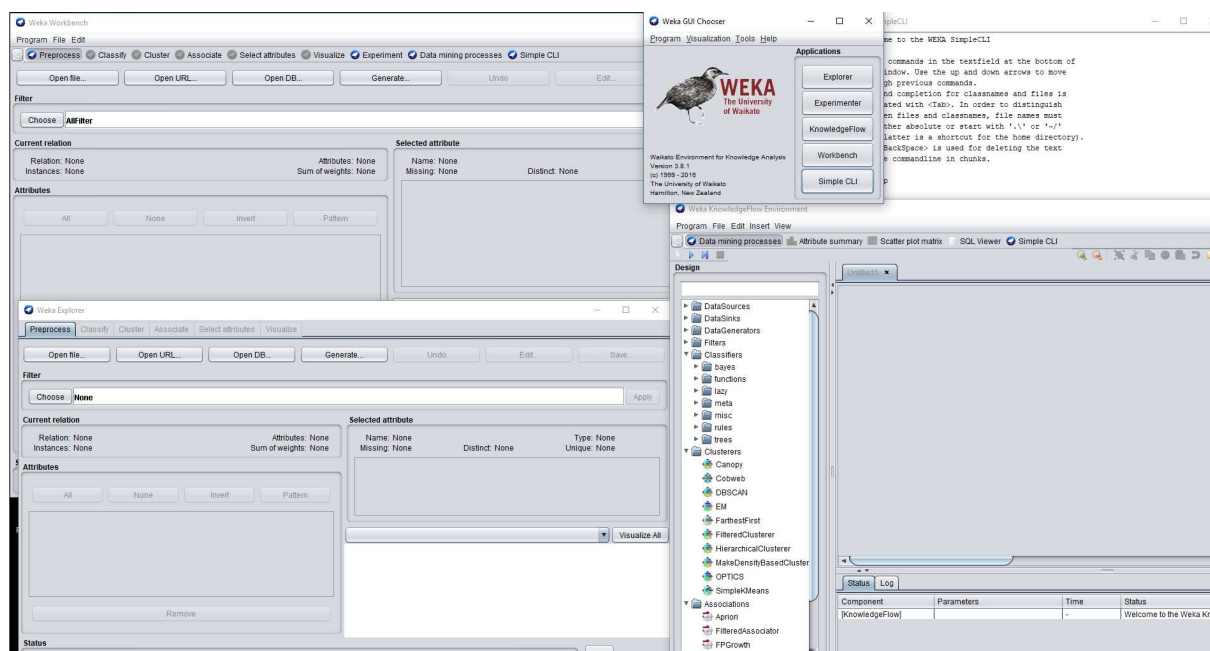 Weka Workbench
Program File Edit
Preprocess Classify Cluster Associate Select attributes Visualize Experiment Data mining processes Simple CLI
Open file... Open URL... Open DB... Generate... Undo Edit...
Filter
Choose AllFilter
Current relation
Relation: None Attributes: None
Instances: None Sum of weights: None
Selected attribute
Name: None
Missing: None Distinct: None
Attributes
All None Invert Pattern
Weka GUI Chooser
Program Visualization Tools Help
WEKA
The University
of Waikato
Waikato Environment for Knowledge Analysis
Version 3.8.1
(c) 1999 - 2016
The University of Waikato
Hamilton, New Zealand
Applications
Explorer
Experimenter
KnowledgeFlow
Workbench
Simple CLI
me to the WEKA SimpleCLI
commands in the textfield at the bottom of
indow. Use the up and down arrows to move
gh previous commands.
nd completion for classnames and files is
ated with <Tab>. In order to distinguish
en files and classnames, file names must
ther absolute or start with '.\' or '~/'
latter is a shortcut for the home directory).
BackSpace> is used for deleting the text
e commandline in chunks.
Weka Explorer
Preprocess Classify Cluster Associate Select attributes Visualize
Open file... Open URL... Open DB... Generate... Undo Edit... Save...
Filter
Choose None Apply
Current relation
Relation: None Attributes: None
Instances: None Sum of weights: None
Selected attribute
Name: None Type: None
Missing: None Distinct: None Unique: None
Attributes
All None Invert Pattern
Visualize All
Remove
Status
Weka KnowledgeFlow Environment
Program File Edit Insert View
Data mining processes Attribute summary Scatter plot matrix SQL Viewer Simple CLI
Design
Untitled1
DataSources
DataSinks
DataGenerators
Filters
Classifiers
bayes
functions
lazy
meta
misc
rules
trees
Clusterers
Canopy
Cobweb
DBSCAN
EM
FarthestFirst
FilteredClusterer
HierarchicalClusterer
MakeDensityBasedCluster
OPTICS
SimpleKMeans
Associations
Apriori
FilteredAssociator
FPGrowth
Status Log
Component Parameters Time Status
[KnowledgeFlow] - Welcome to the Weka Kn